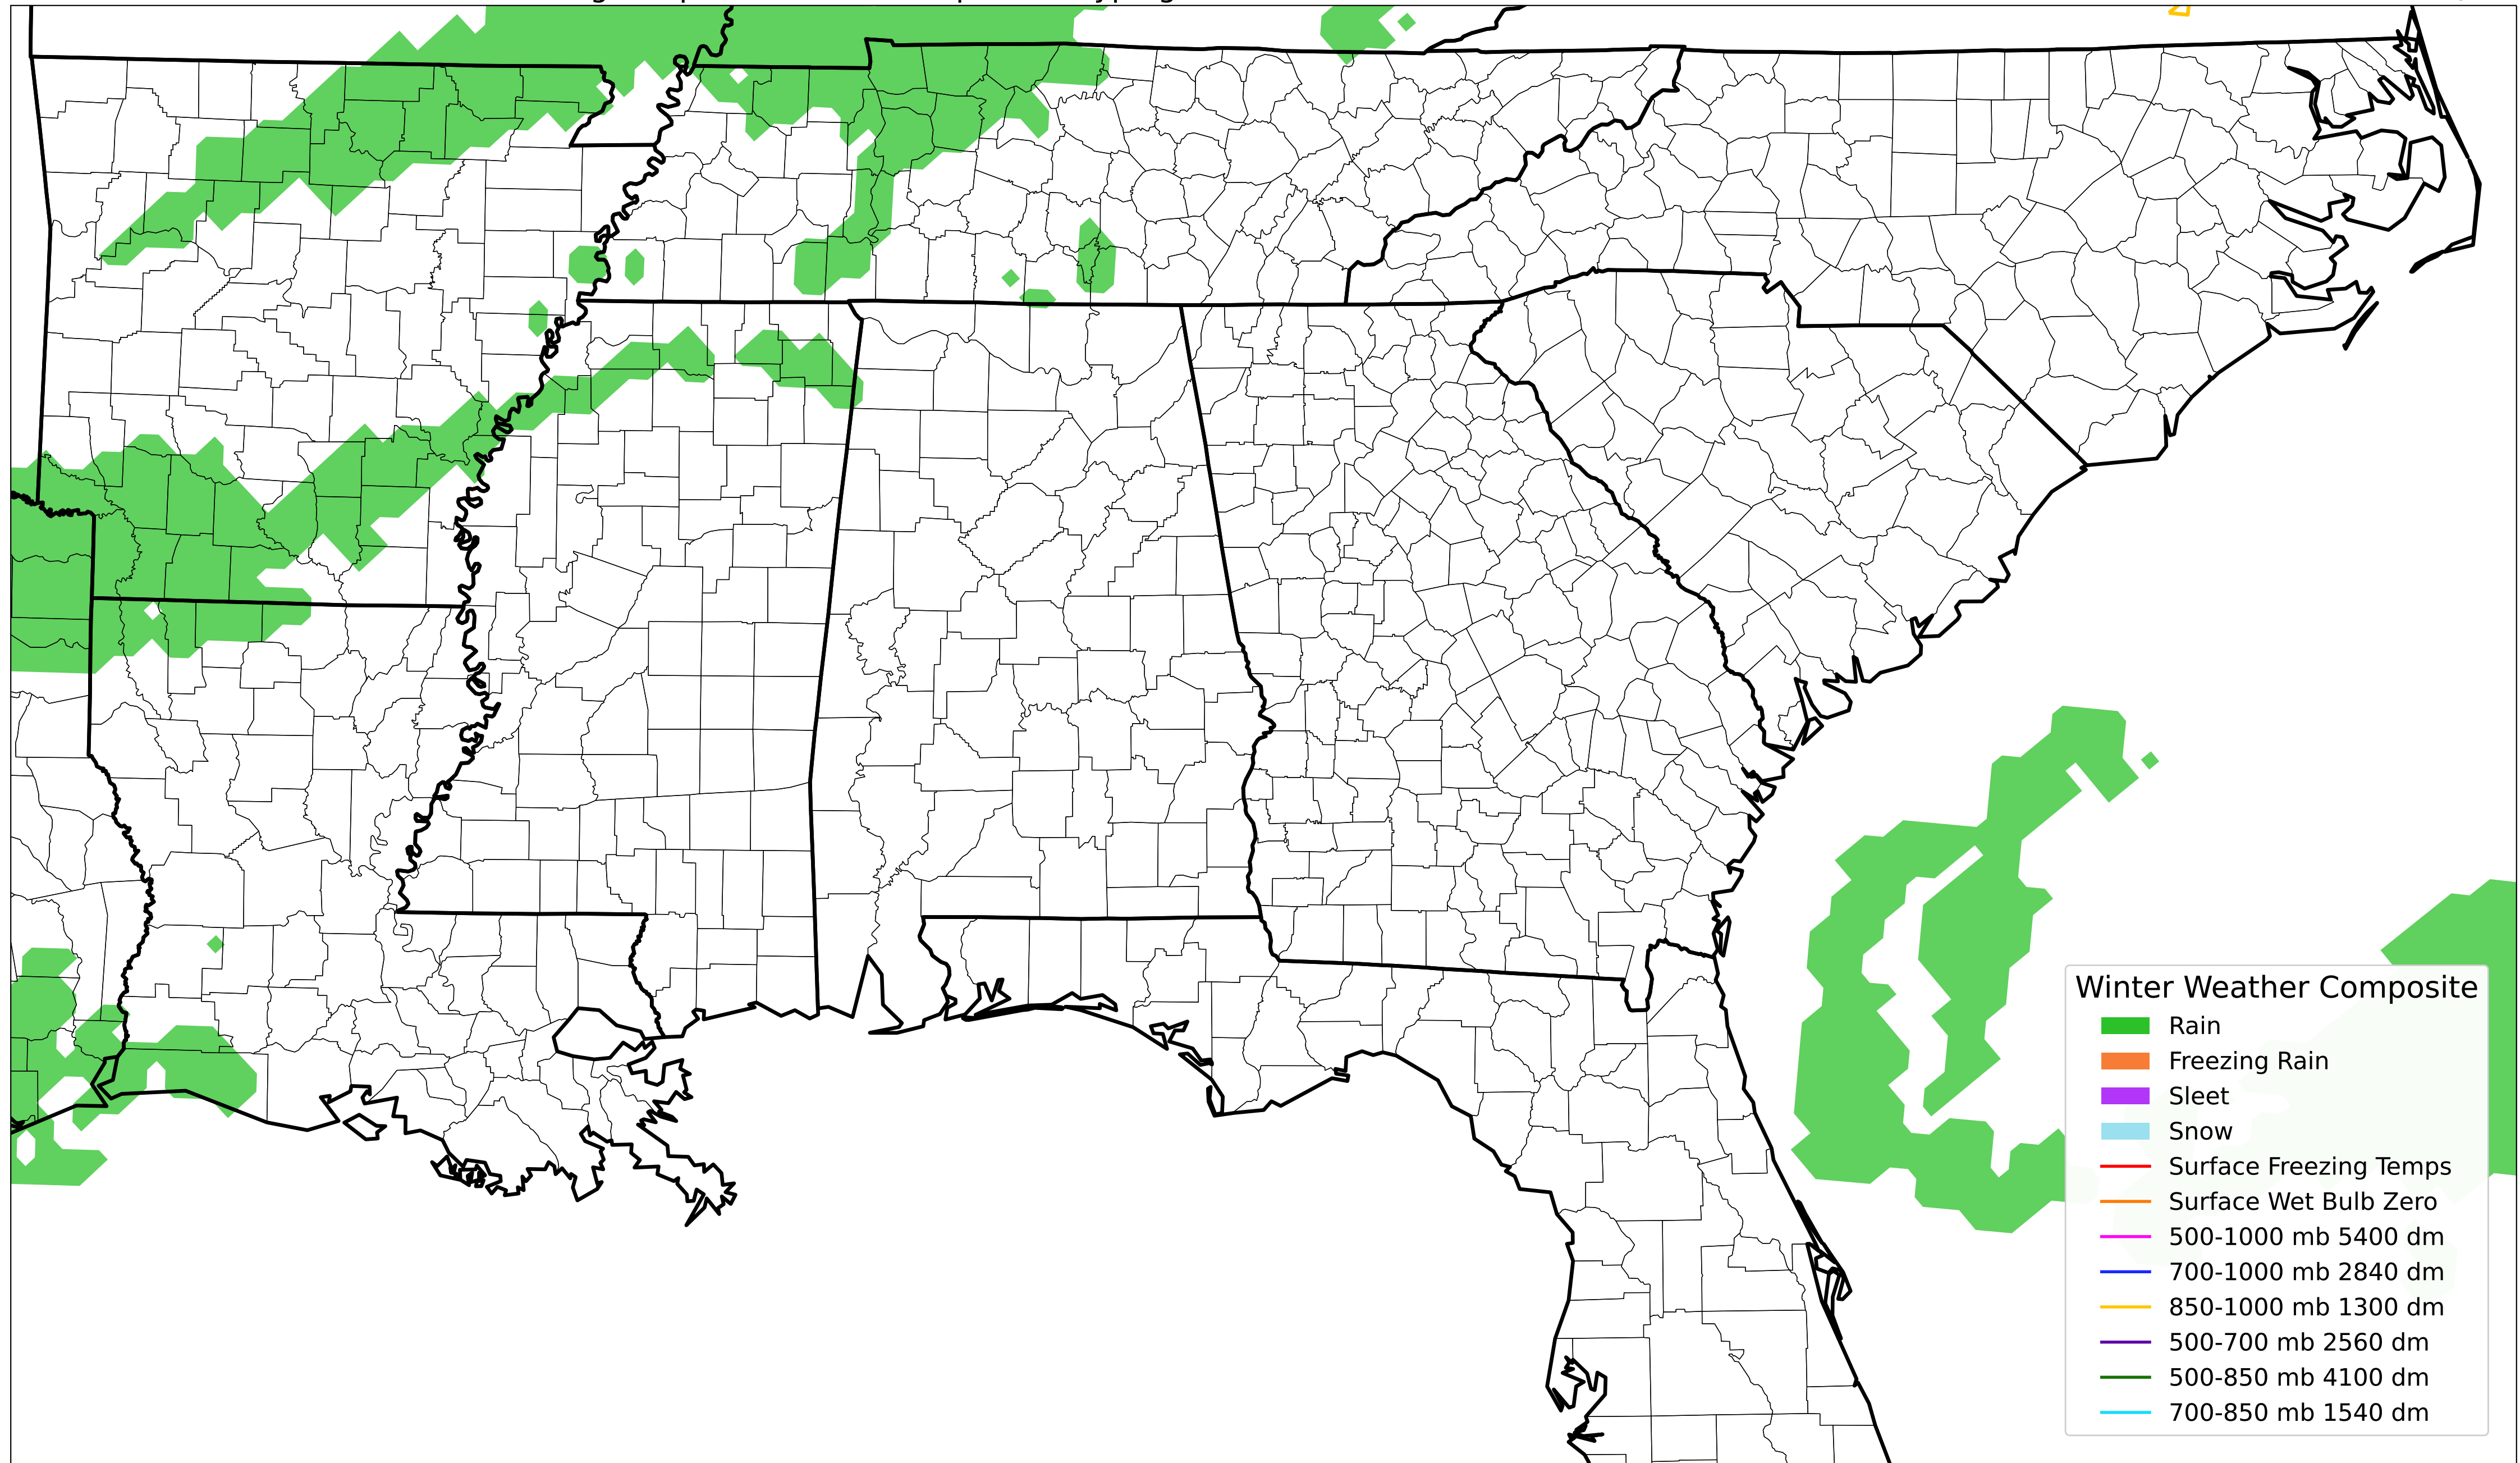 Winter Weather Composite
Rain
Freezing Rain
Sleet
Snow
Surface Freezing Temps
Surface Wet Bulb Zero
500-1000 mb 5400 dm
700-1000 mb 2840 dm
850-1000 mb 1300 dm
500-700 mb 2560 dm
500-850 mb 4100 dm
700-850 mb 1540 dm